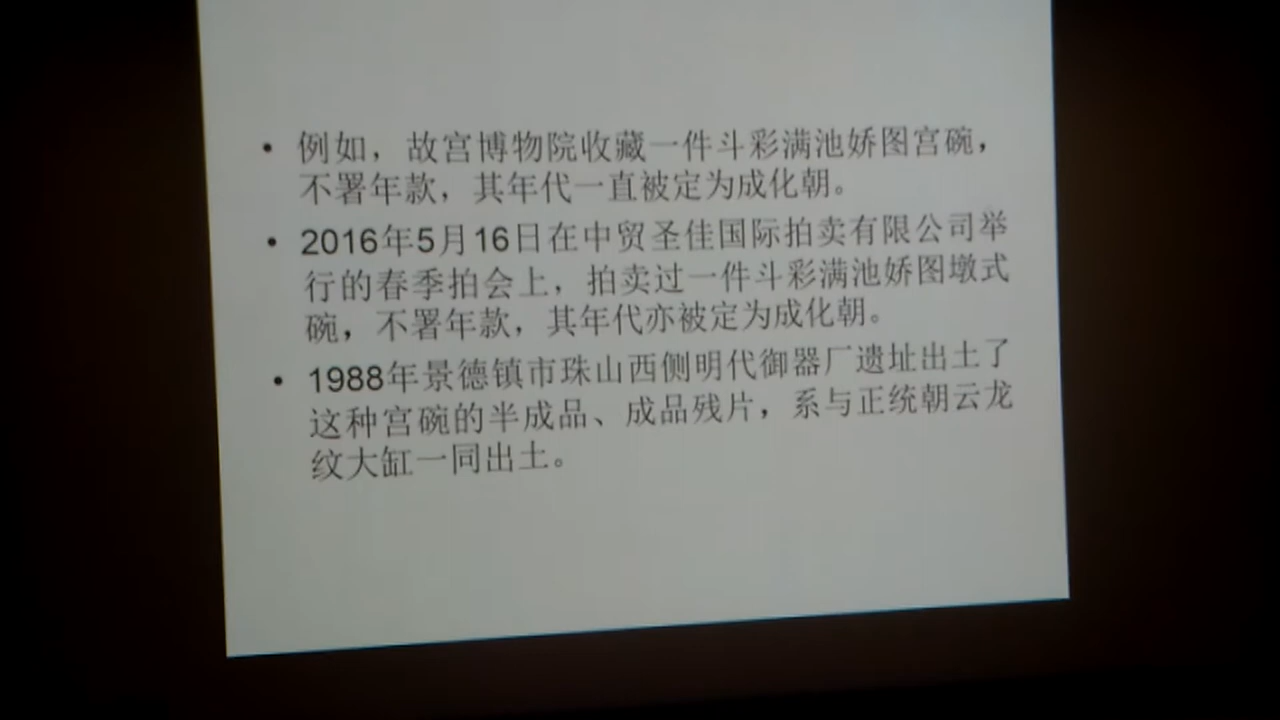 • 例如，故宫博物院收藏一件斗彩满池娇图宫碗，
不署年款，其年代一直被定为成化朝。
• 2016年5月16日在中贸圣佳国际拍卖有限公司举
行的春季拍会上，拍卖过一件斗彩满池娇图墩式
碗，不署年款，其年代亦被定为成化朝。
• 1988年景德镇市珠山西侧明代御器厂遗址出土了
这种宫碗的半成品、成品残片，系与正统朝云龙
纹大缸一同出土。